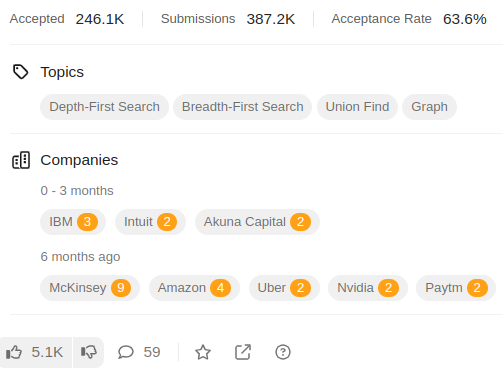 Accepted 246.1K Submissions 387.2K Acceptance Rate 63.6%
Topics
Depth-First Search Breadth-First Search Union Find Graph
Companies
0 - 3 months
IBM 3 Intuit 2 Akuna Capital 2
6 months ago
McKinsey 9 Amazon 4 Uber 2 Nvidia 2 Paytm 2
5.1K 59